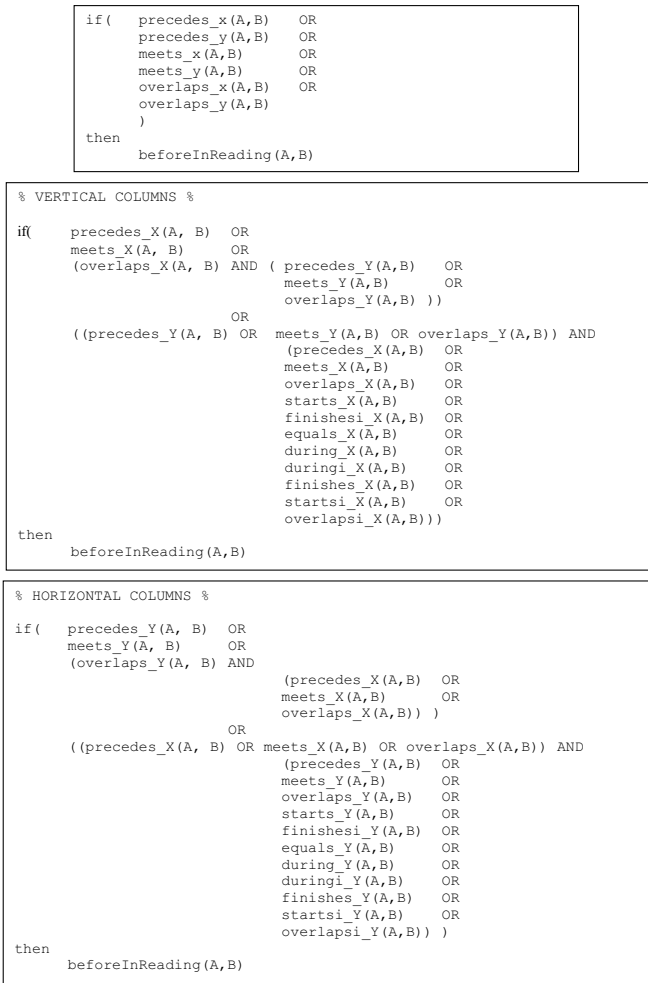 if( precedes_x(A,B) OR
precedes_y(A,B) OR
meets_x(A,B) OR
meets_y(A,B) OR
overlaps_x(A,B) OR
overlaps_y(A,B)
)
then
beforeInReading(A,B)
% VERTICAL COLUMNS %
if( precedes_X(A, B) OR
meets_X(A, B) OR
(overlaps_X(A, B) AND ( precedes_Y(A,B) OR
meets_Y(A,B) OR
overlaps_Y(A,B) ))
OR
((precedes_Y(A, B) OR meets_Y(A,B) OR overlaps_Y(A,B)) AND
(precedes_X(A,B) OR
meets_X(A,B) OR
overlaps_X(A,B) OR
starts_X(A,B) OR
finishesi_X(A,B) OR
equals_X(A,B) OR
during_X(A,B) OR
duringi_X(A,B) OR
finishes_X(A,B) OR
startsi_X(A,B) OR
overlapsi_X(A,B)))
then
beforeInReading(A,B)
% HORIZONTAL COLUMNS %
if( precedes_Y(A, B) OR
meets_Y(A, B) OR
(overlaps_Y(A, B) AND
(precedes_X(A,B) OR
meets_X(A,B) OR
overlaps_X(A,B)) )
OR
((precedes_X(A, B) OR meets_X(A,B) OR overlaps_X(A,B)) AND
(precedes_Y(A,B) OR
meets_Y(A,B) OR
overlaps_Y(A,B) OR
starts_Y(A,B) OR
finishesi_Y(A,B) OR
equals_Y(A,B) OR
during_Y(A,B) OR
duringi_Y(A,B) OR
finishes_Y(A,B) OR
startsi_Y(A,B) OR
overlapsi_Y(A,B)) )
then
beforeInReading(A,B)